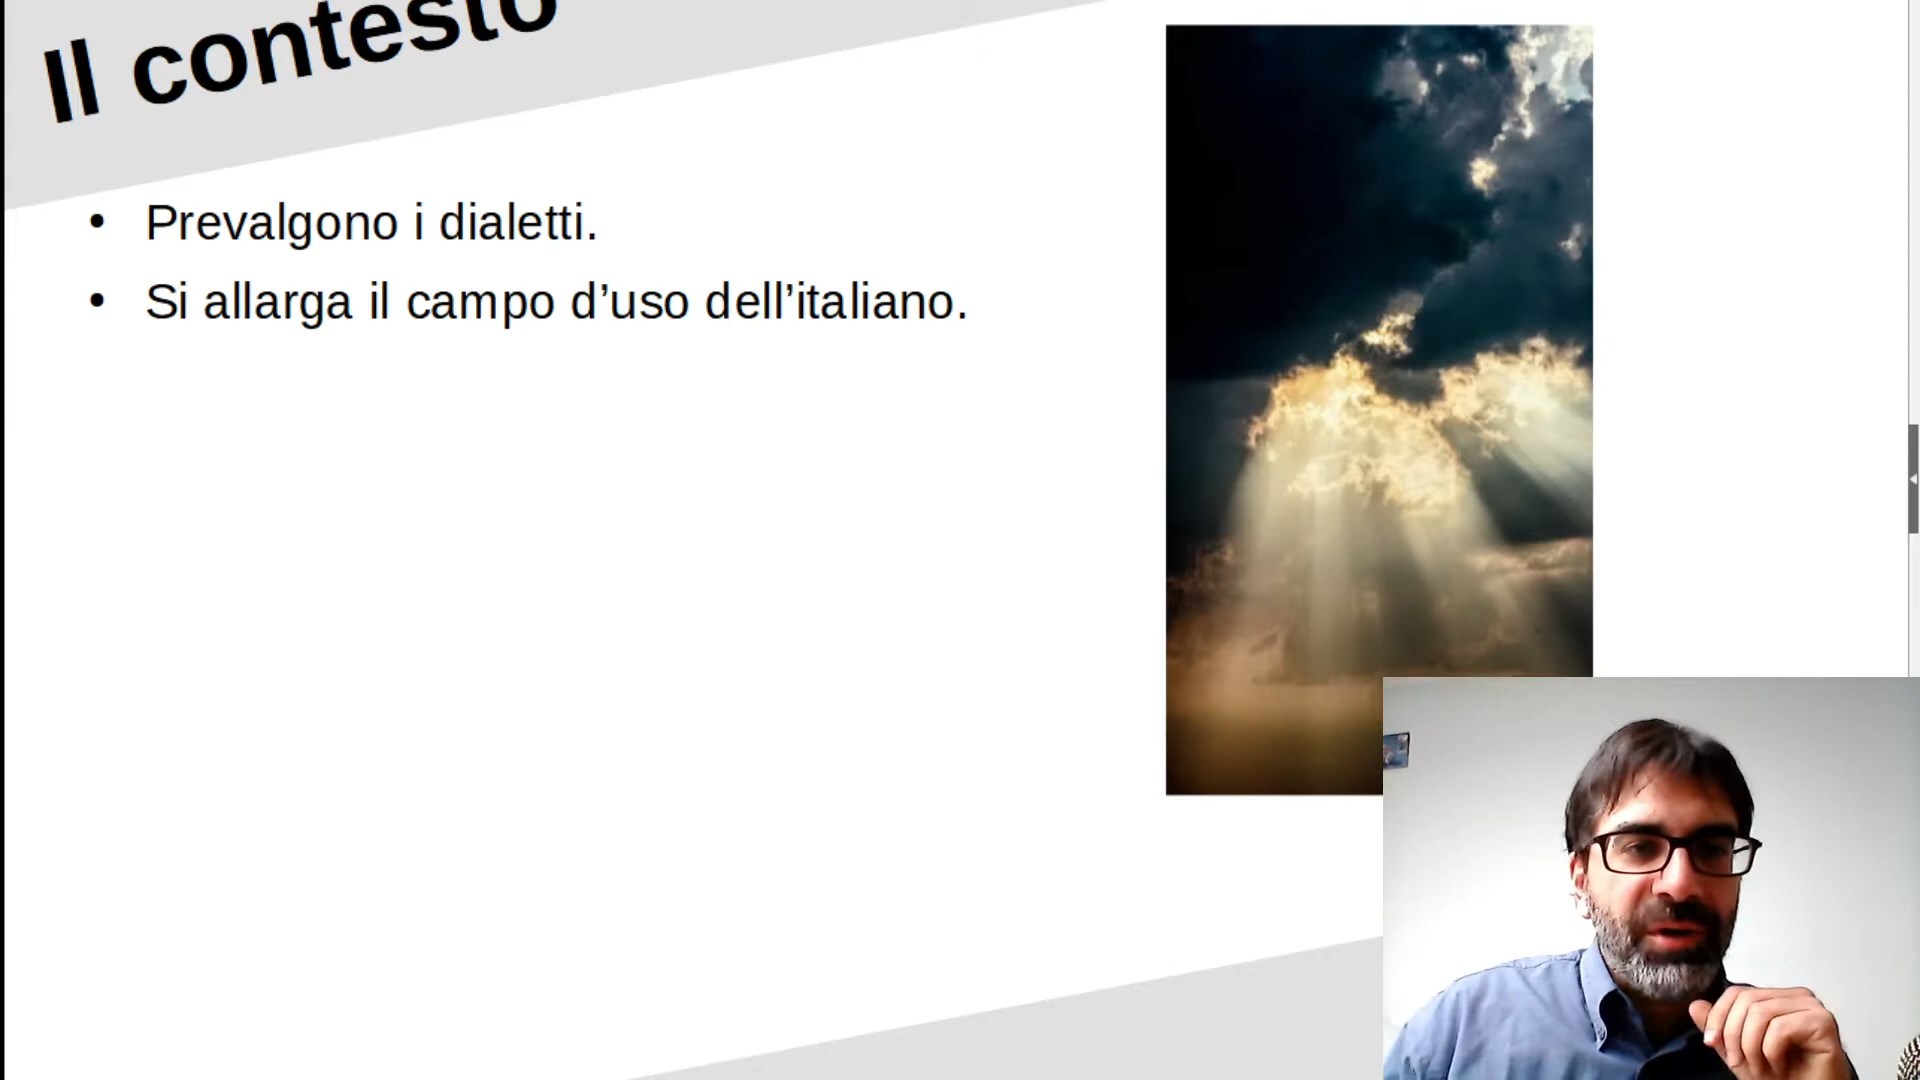 Il contesto
• Prevalgono i dialetti.
• Si allarga il campo d’uso dell’italiano.